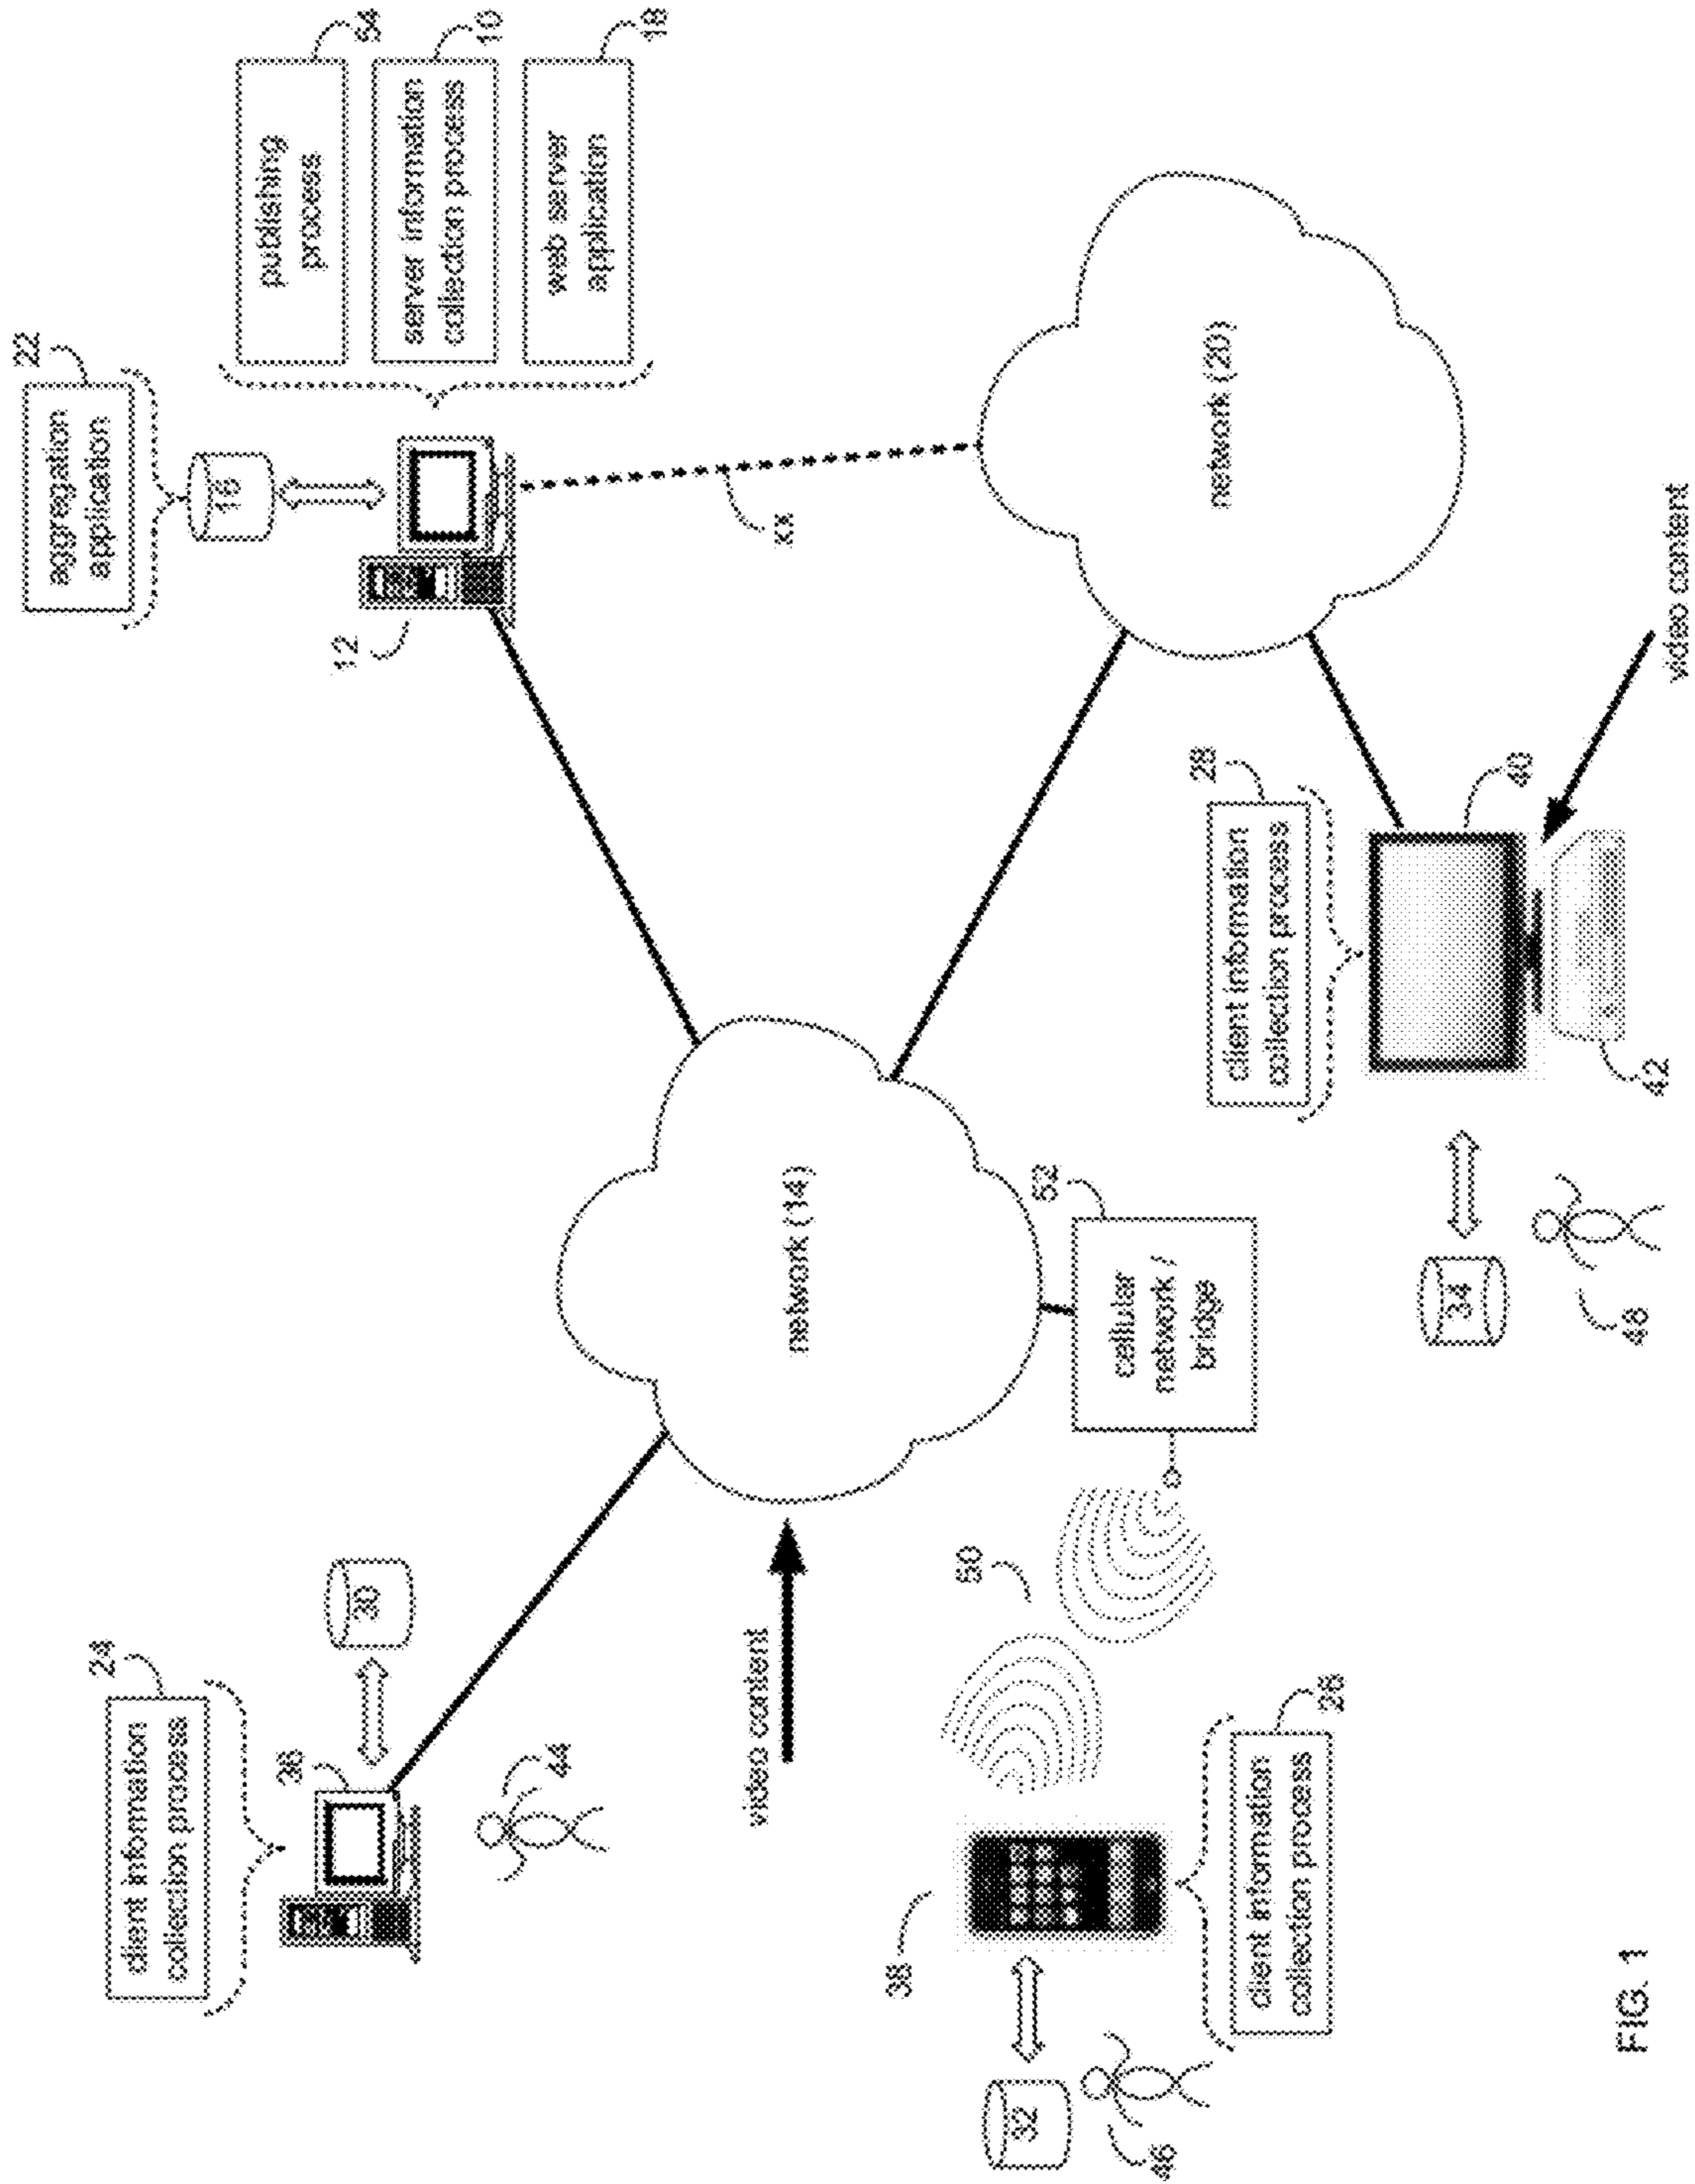 22
aggregation
application
24
client information
collection process
16
publishing
process
54
36
30
12
server information
collection process
10
web server
application
18
44
video content
network (14)
xx
38
50
32
46
52
cellular
network /
bridge
client information
collection process
26
network (20)
28
client information
collection process
34
40
48
42
video content
FIG. 1